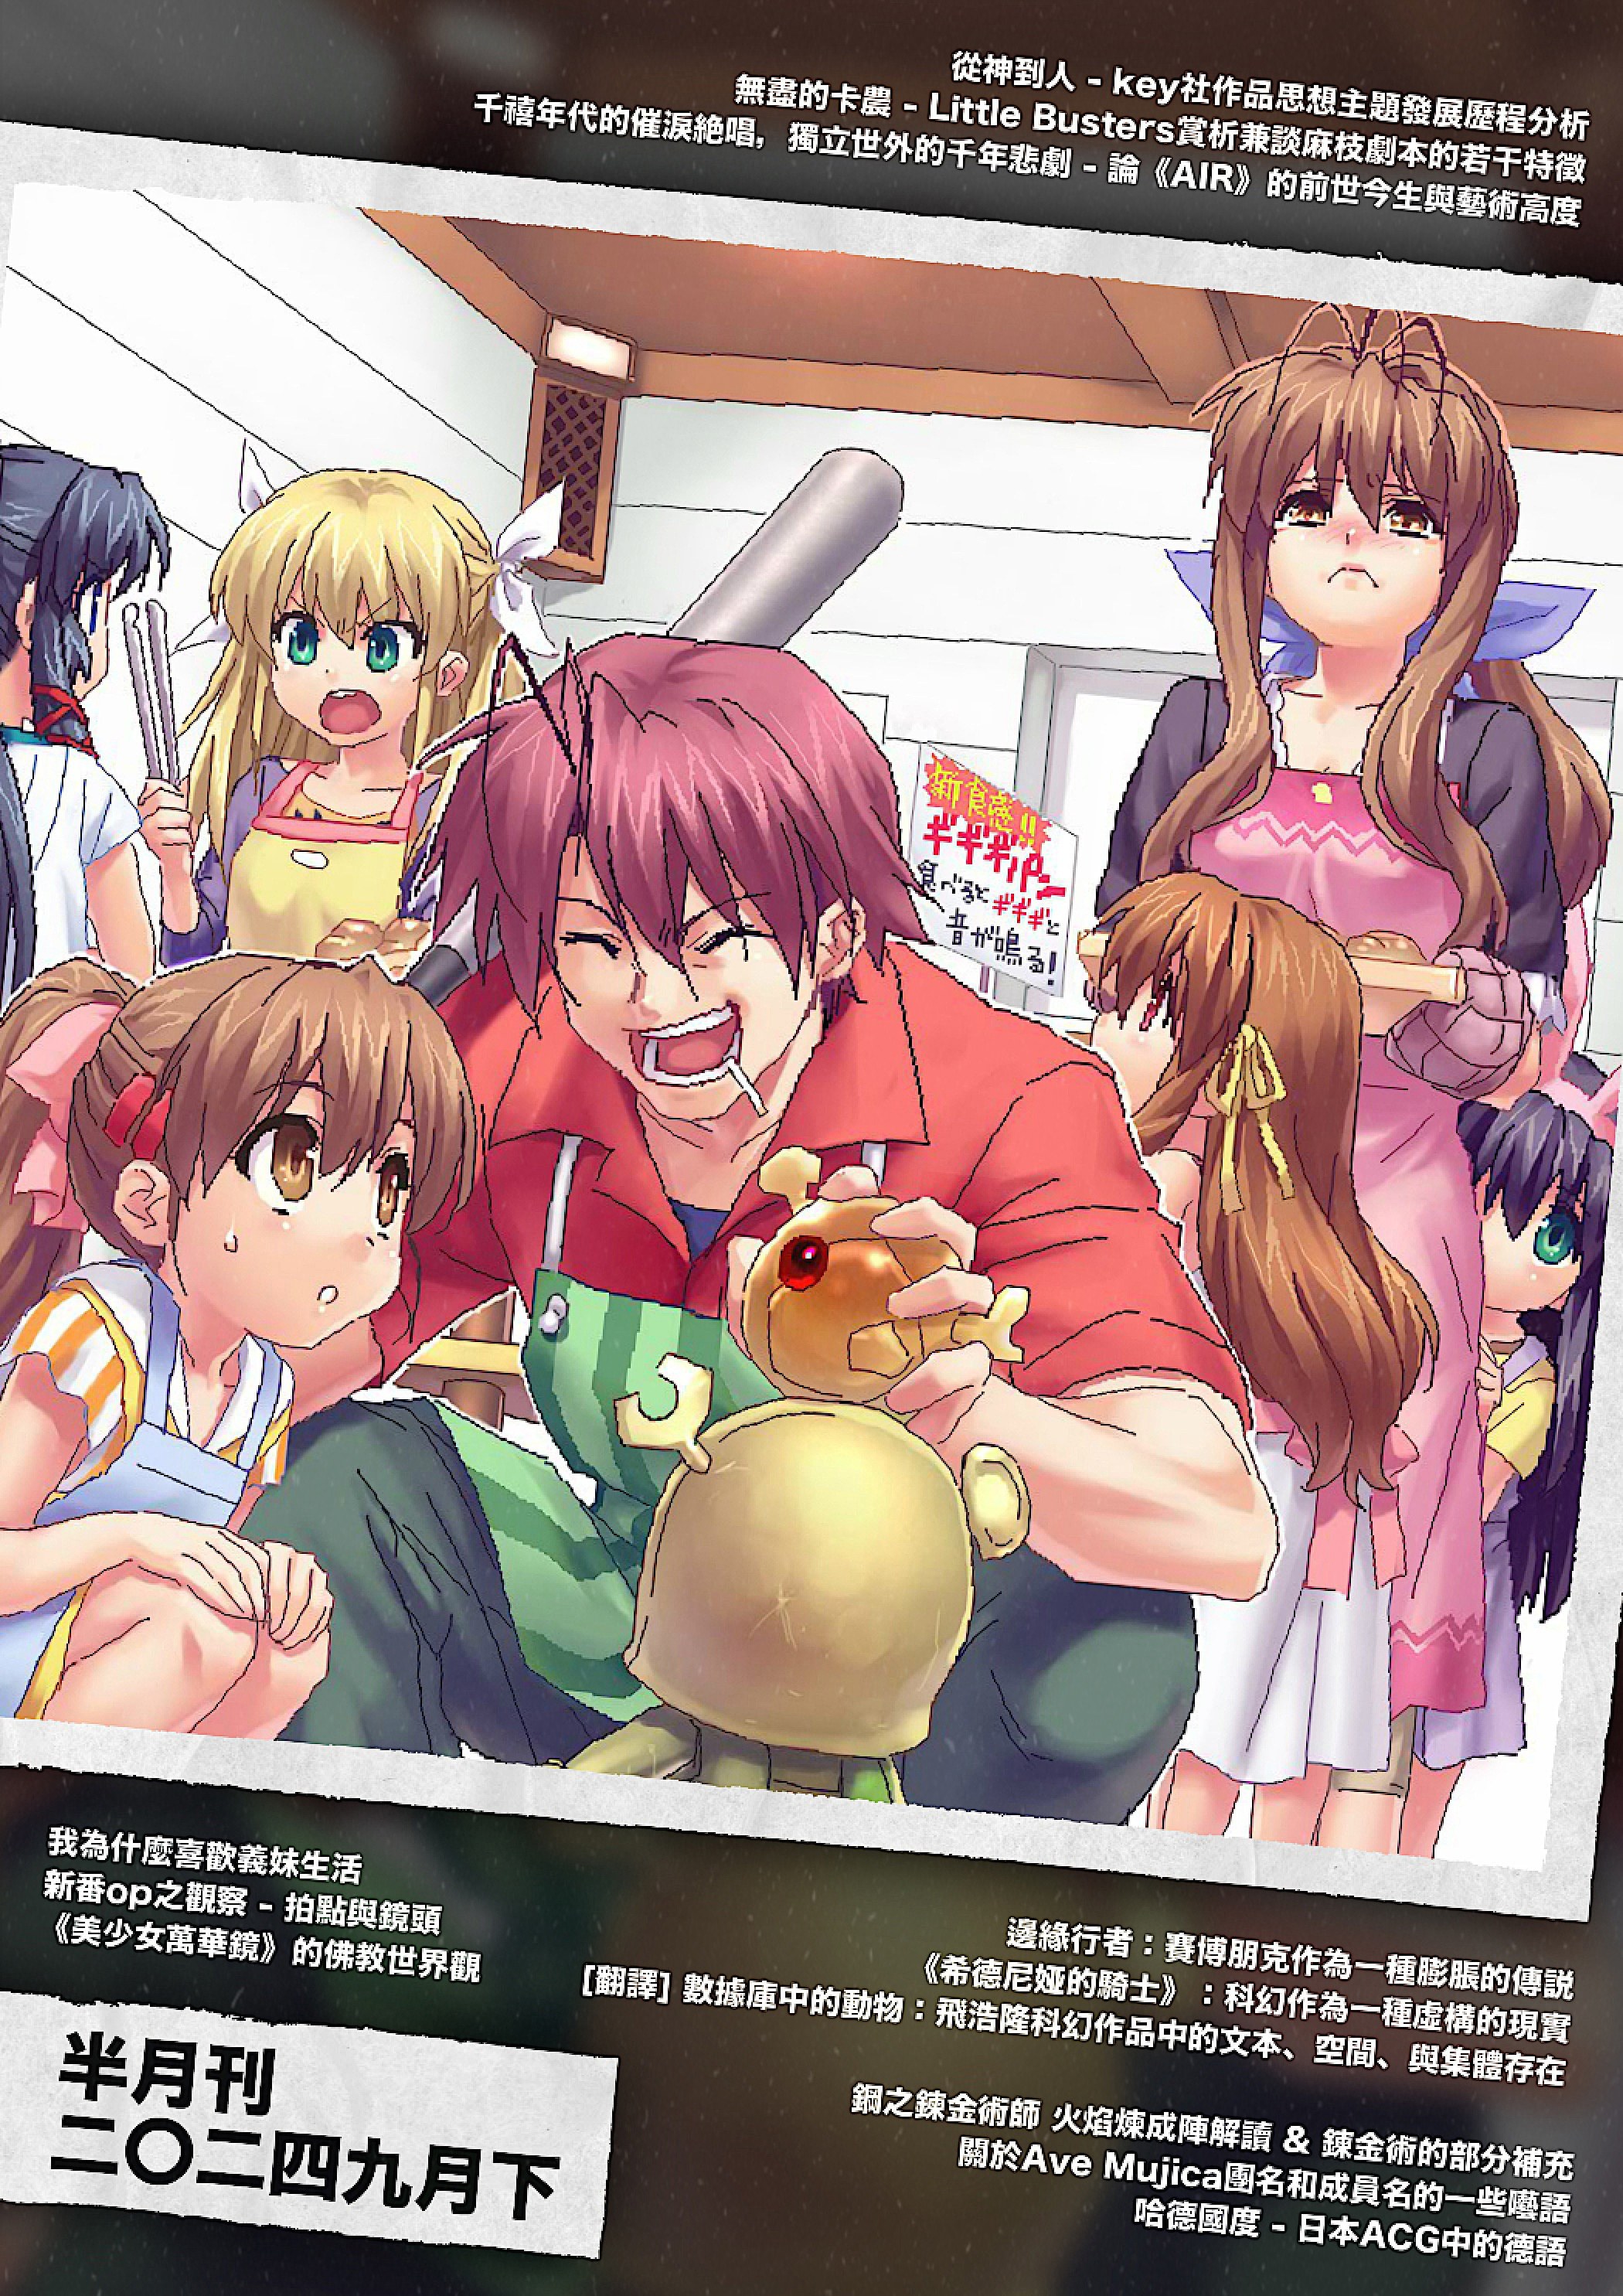 從神到人 - key社作品思想主題發展歷程分析
無盡的卡農 - Little Busters賞析兼談麻枝劇本的若干特徵
千禧年代的催淚絕唱，獨立世外的千年悲劇 - 論《AIR》的前世今生與藝術高度
新食感!!
ギギギパン
食べると
ギギギと
音が鳴る!
我為什麼喜歡義妹生活
新番op之觀察 - 拍點與鏡頭
《美少女萬華鏡》的佛教世界觀
邊緣行者：賽博朋克作為一種膨脹的傳説
《希德尼娅的騎士》：科幻作為一種虛構的現實
[翻譯] 數據庫中的動物：飛浩隆科幻作品中的文本、空間、與集體存在
鋼之鍊金術師 火焰煉成陣解讀 & 鍊金術的部分補充
關於Ave Mujica團名和成員名的一些囈語
哈德國度 - 日本ACG中的德語
半月刊
二〇二四九月下